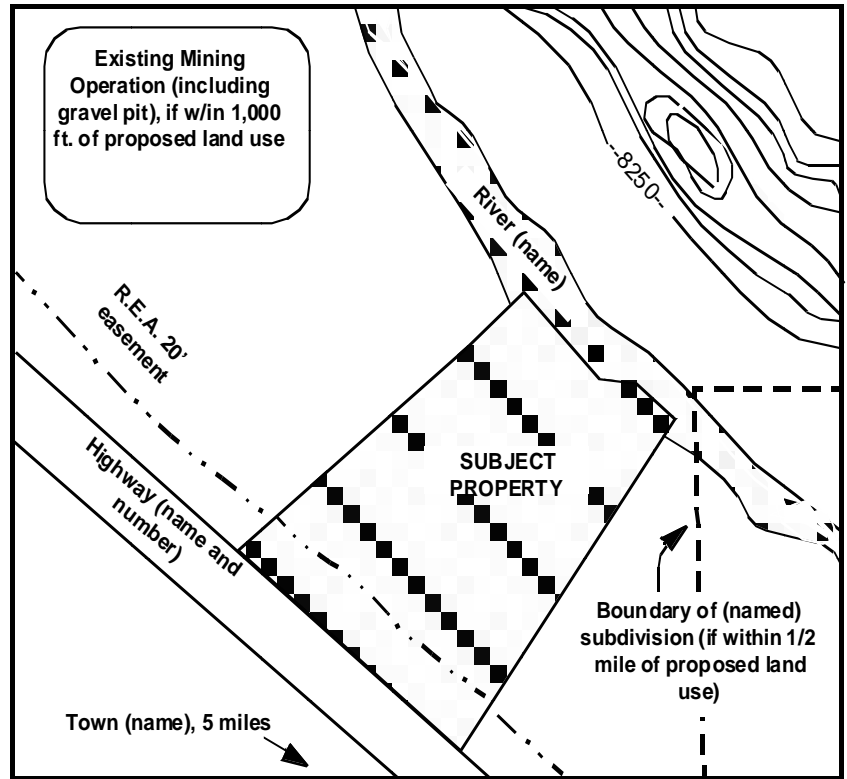 Existing Mining
Operation (including
gravel pit), if w/in 1,000
ft. of proposed land use
--8250-
River (name)
R.E.A. 20'
easement
Highway (name and
number)
SUBJECT
PROPERTY
Boundary of (named)
subdivision (if within 1/2
mile of proposed land
use)
Town (name), 5 miles